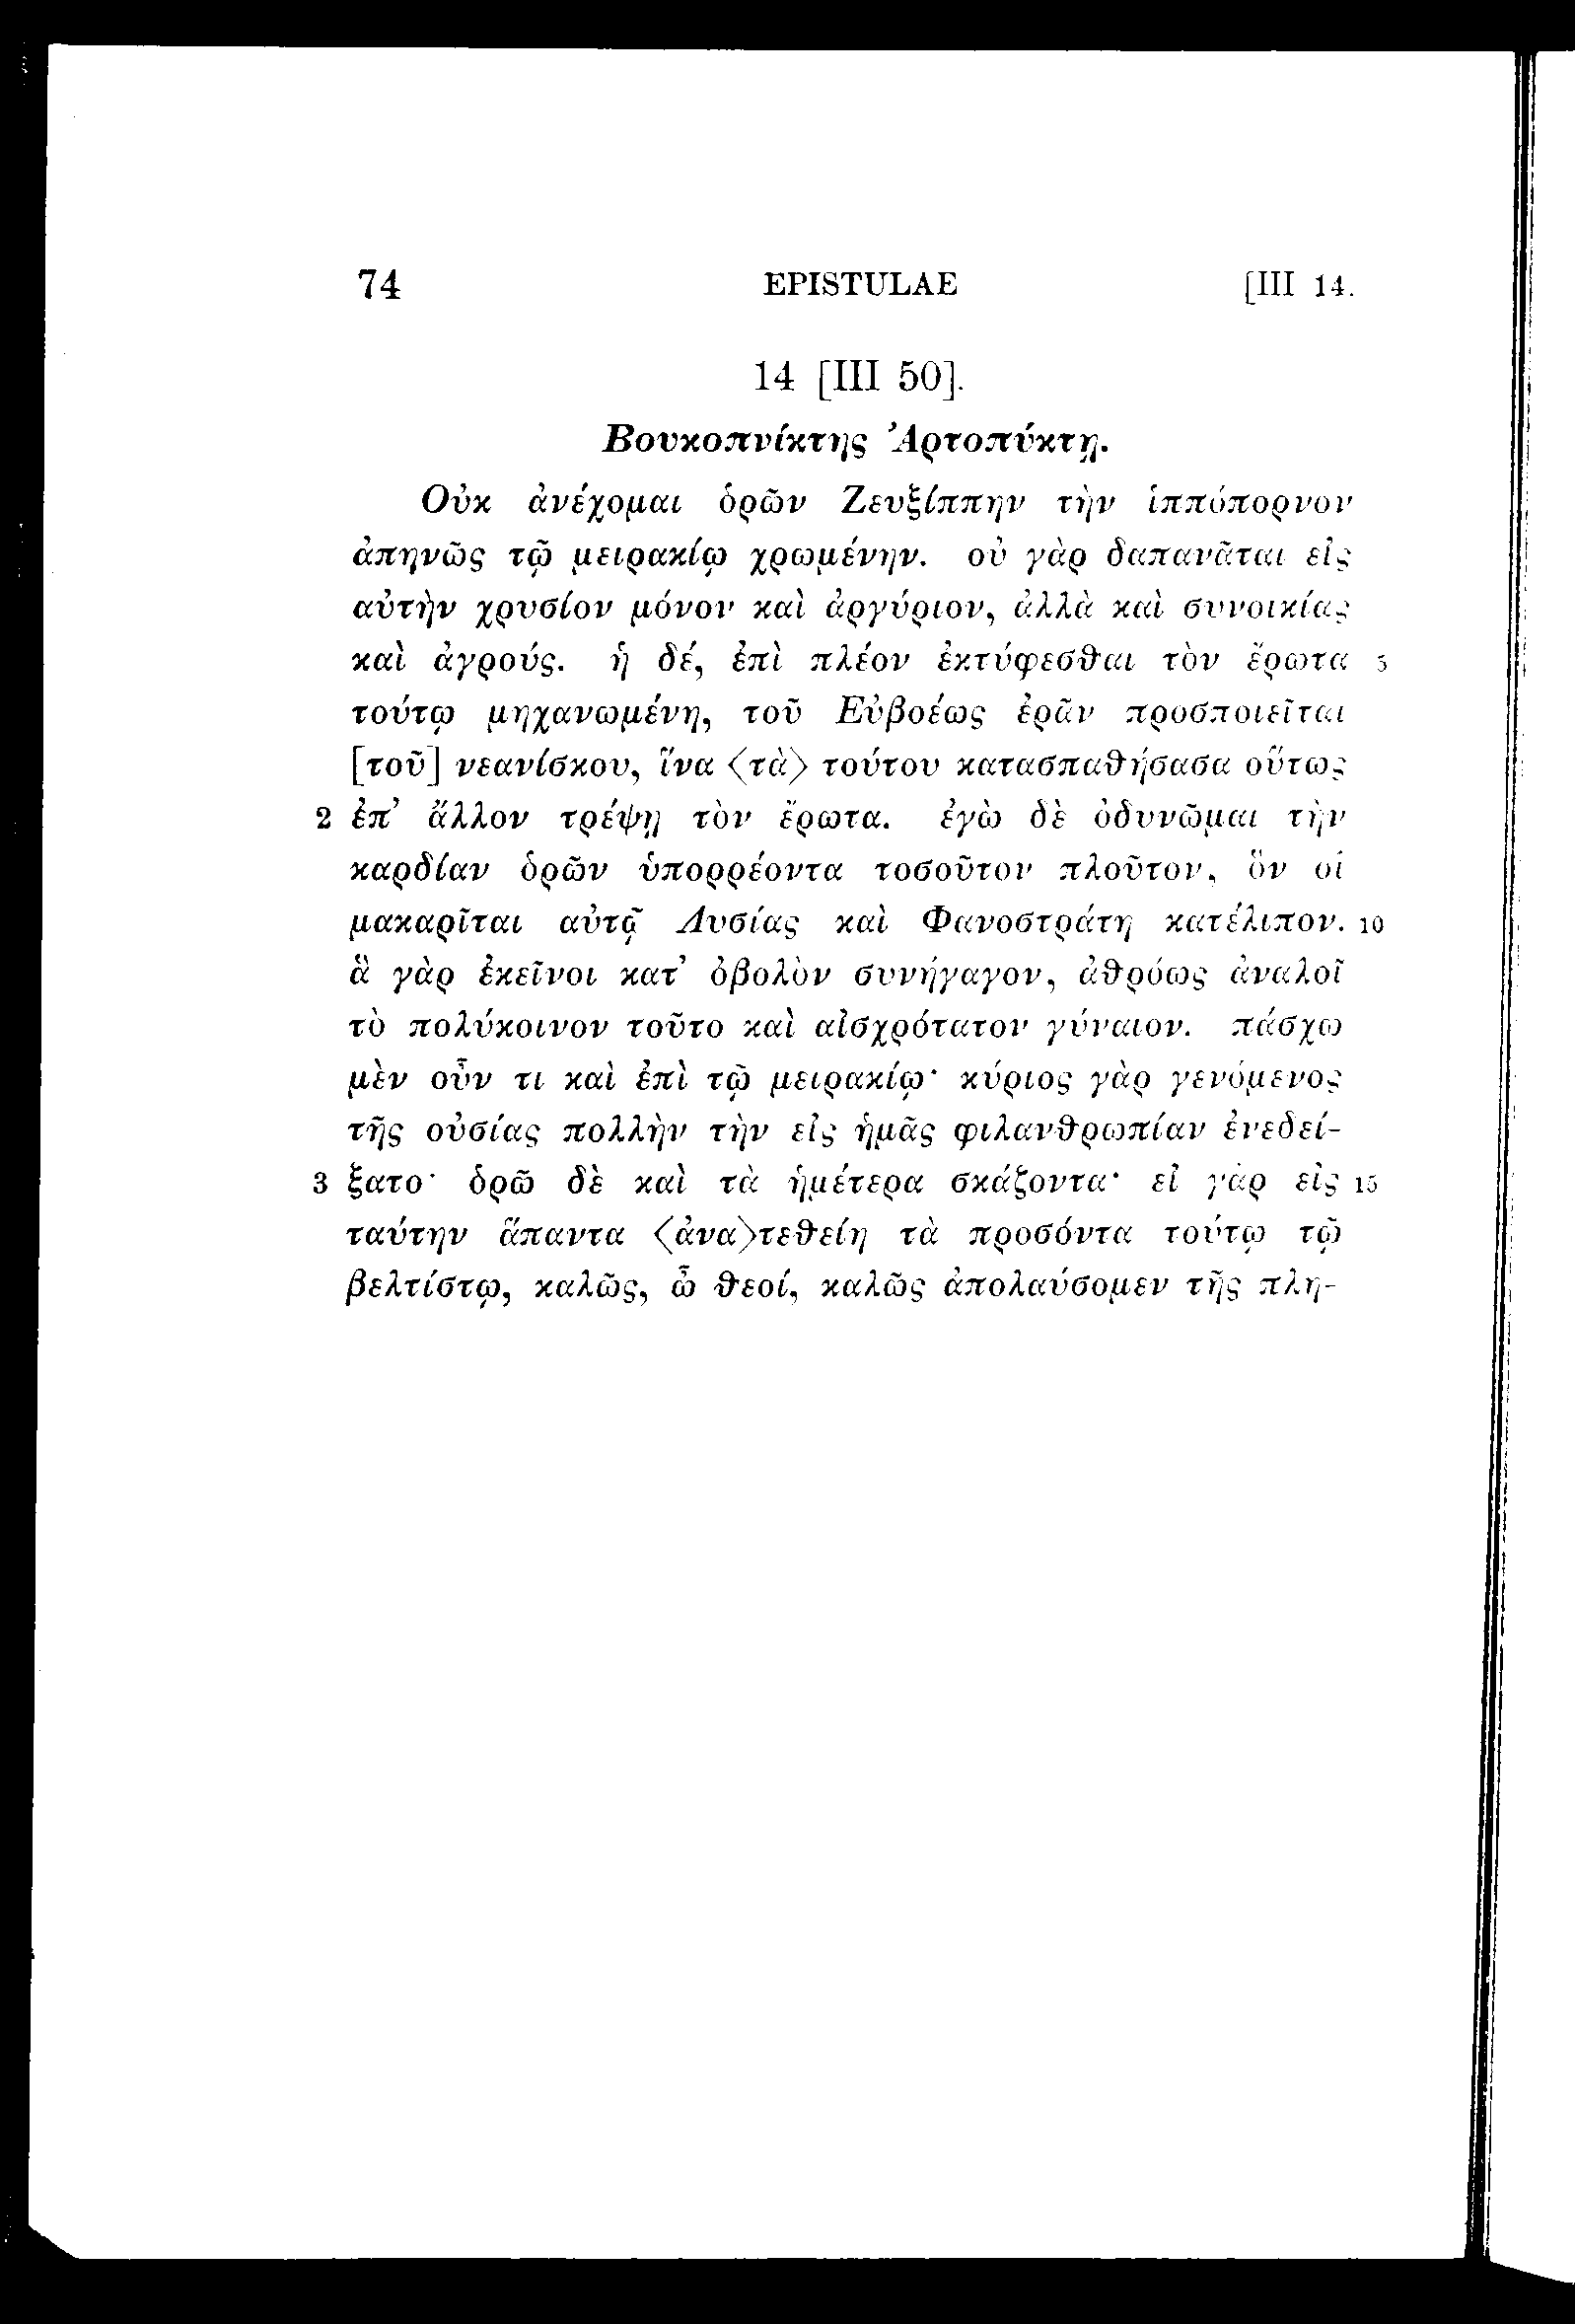 74 EPISTULAE [III 14.
14 [III 50].
Βουκοπνίκτης Ἀρτοπύκτῃ.
Οὐκ ἀνέχομαι ὁρῶν Ζευξίππην τὴν ἱππόπορνον
ἀπηνῶς τῷ μειρακίῳ χρωμένην. οὐ γὰρ δαπανᾶται εἰς
αὐτὴν χρυσίον μόνον καὶ ἀργύριον, ἀλλὰ καὶ συνοικίας
καὶ ἀγρούς. ἡ δέ, ἐπὶ πλέον ἐκτύφεσθαι τὸν ἔρωτα 5
τούτῳ μηχανωμένη, τοῦ Εὐβοέως ἐρᾶν προσποιεῖται
[τοῦ] νεανίσκου, ἵνα ⟨τὰ⟩ τούτου κατασπαθήσασα οὕτως
2 ἐπ’ ἄλλον τρέψῃ τὸν ἔρωτα. ἐγὼ δὲ ὀδυνῶμαι τὴν
καρδίαν ὁρῶν ὑπορρέοντα τοσοῦτον πλοῦτον, ὃν οἱ
μακαρῖται αὐτῷ Λυσίας καὶ Φανοστράτη κατέλιπον. 10
ἃ γὰρ ἐκεῖνοι κατ’ ὀβολὸν συνήγαγον, ἀθρόως ἀναλοῖ
τὸ πολύκοινον τοῦτο καὶ αἰσχρότατον γύναιον. πάσχω
μὲν οὖν τι καὶ ἐπὶ τῷ μειρακίῳ· κύριος γὰρ γενόμενος
τῆς οὐσίας πολλὴν τὴν εἰς ἡμᾶς φιλανθρωπίαν ἐνεδεί-
3 ξατο· ὁρῶ δὲ καὶ τὰ ἡμέτερα σκάζοντα· εἰ γὰρ εἰς 15
ταύτην ἅπαντα ⟨ἀνα⟩τεθείη τὰ προσόντα τούτῳ τῷ
βελτίστῳ, καλῶς, ὦ θεοί, καλῶς ἀπολαύσομεν τῆς πλη-